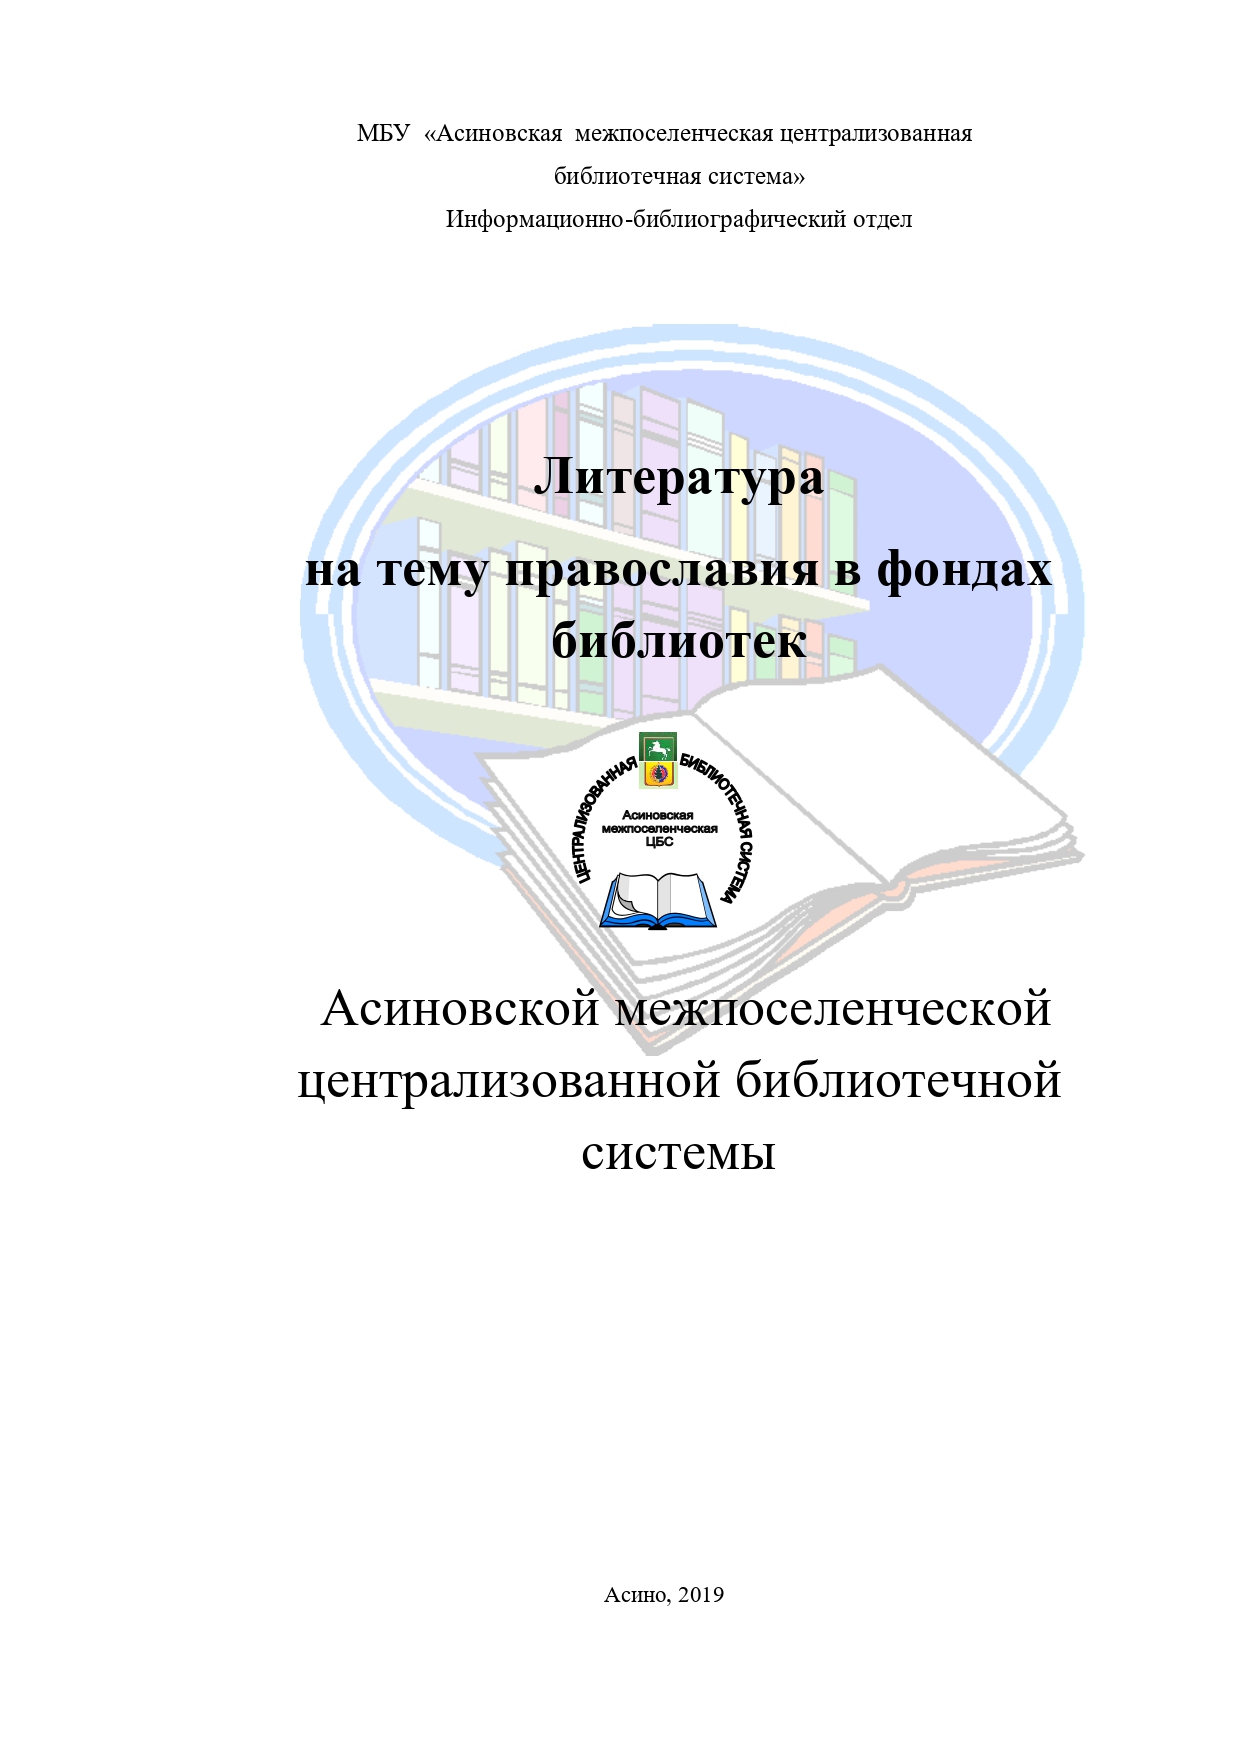 МБУ «Асиновская межпоселенческая централизованная
библиотечная система»
Информационно-библиографический отдел
Литература
на тему православия в фондах
библиотек
ЦЕНТРАЛИЗОВАННАЯ БИБЛИОТЕЧНАЯ СИСТЕМА
Асиновская
межпоселенческая
ЦБС
Асиновской межпоселенческой
централизованной библиотечной
системы
Асино, 2019